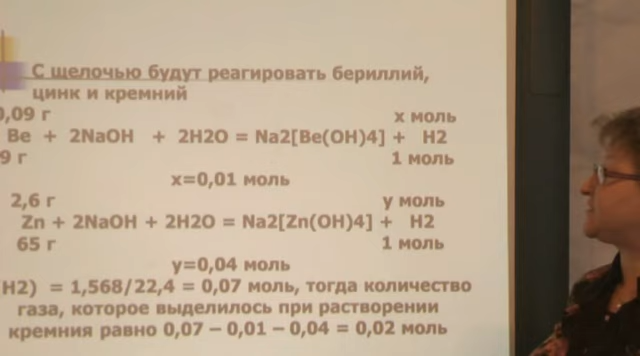 С щелочью будут реагировать бериллий,
цинк и кремний
0,09 г х моль
Be + 2NaOH + 2H2O = Na2[Be(OH)4] + H2
9 г 1 моль
х=0,01 моль
2,6 г у моль
Zn + 2NaOH + 2H2O = Na2[Zn(OH)4] + H2
65 г 1 моль
у=0,04 моль
(H2) = 1,568/22,4 = 0,07 моль, тогда количество
газа, которое выделилось при растворении
кремния равно 0,07 – 0,01 – 0,04 = 0,02 моль